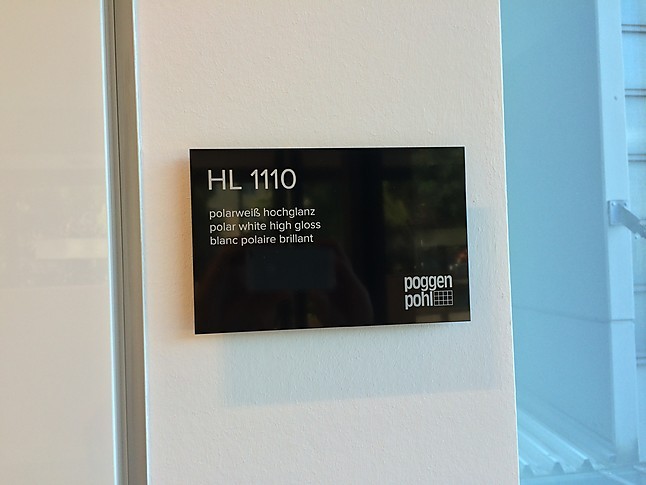 HL 1110
polarweiß hochglanz
polar white high gloss
blanc polaire brillant
poggen
pohl